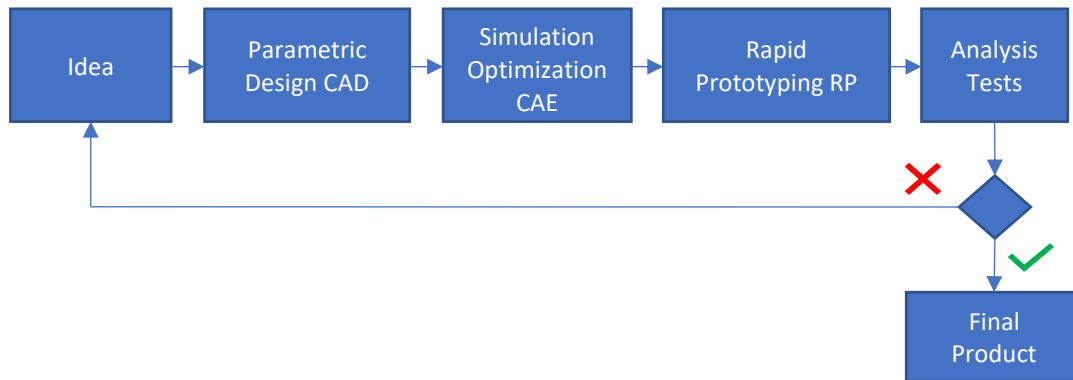 Idea
Parametric
Design CAD
Simulation
Optimization
CAE
Rapid
Prototyping RP
Analysis
Tests
Final
Product